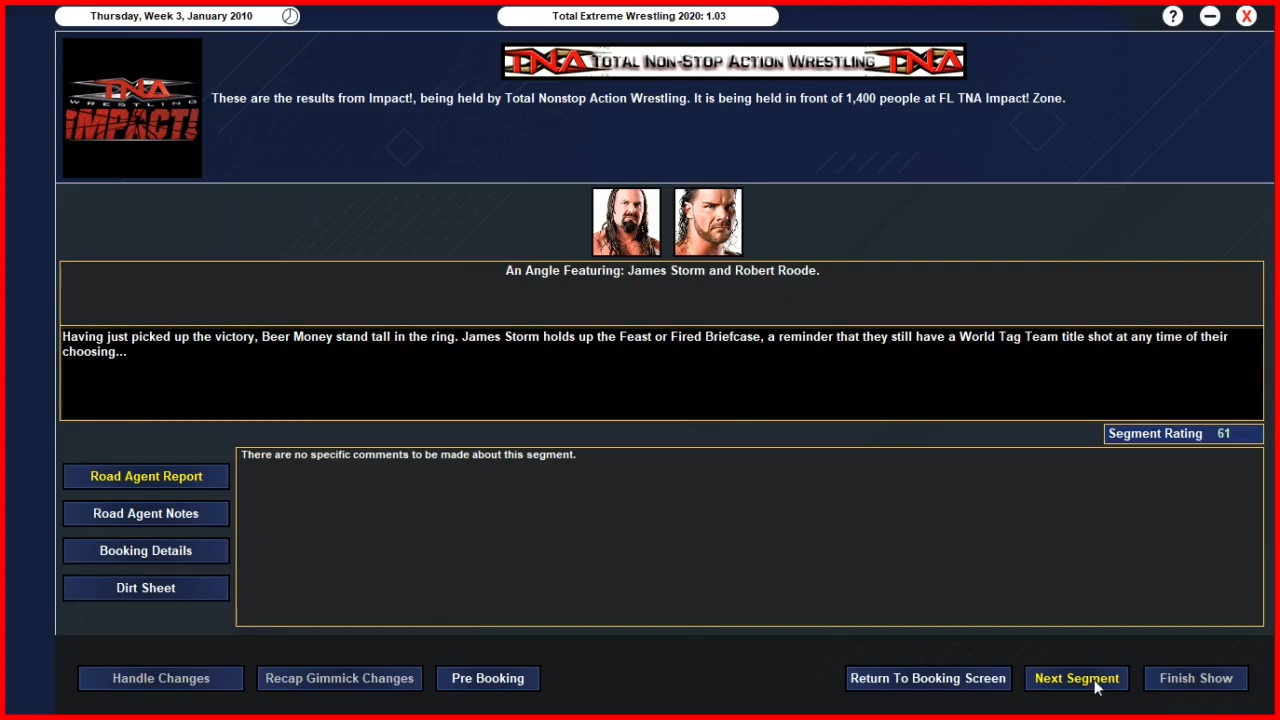 Thursday, Week 3, January 2010
Total Extreme Wrestling 2020: 1.03
?
X
TNA TOTAL NON-STOP ACTION WRESTLING TNA
TNA
WRESTLING
iMPACT!
These are the results from Impact!, being held by Total Nonstop Action Wrestling. It is being held in front of 1,400 people at FL TNA Impact! Zone.
An Angle Featuring: James Storm and Robert Roode.
Having just picked up the victory, Beer Money stand tall in the ring. James Storm holds up the Feast or Fired Briefcase, a reminder that they still have a World Tag Team title shot at any time of their
choosing...
Segment Rating 61
Road Agent Report
There are no specific comments to be made about this segment.
Road Agent Notes
Booking Details
Dirt Sheet
Handle Changes
Recap Gimmick Changes
Pre Booking
Return To Booking Screen
Next Segment
Finish Show